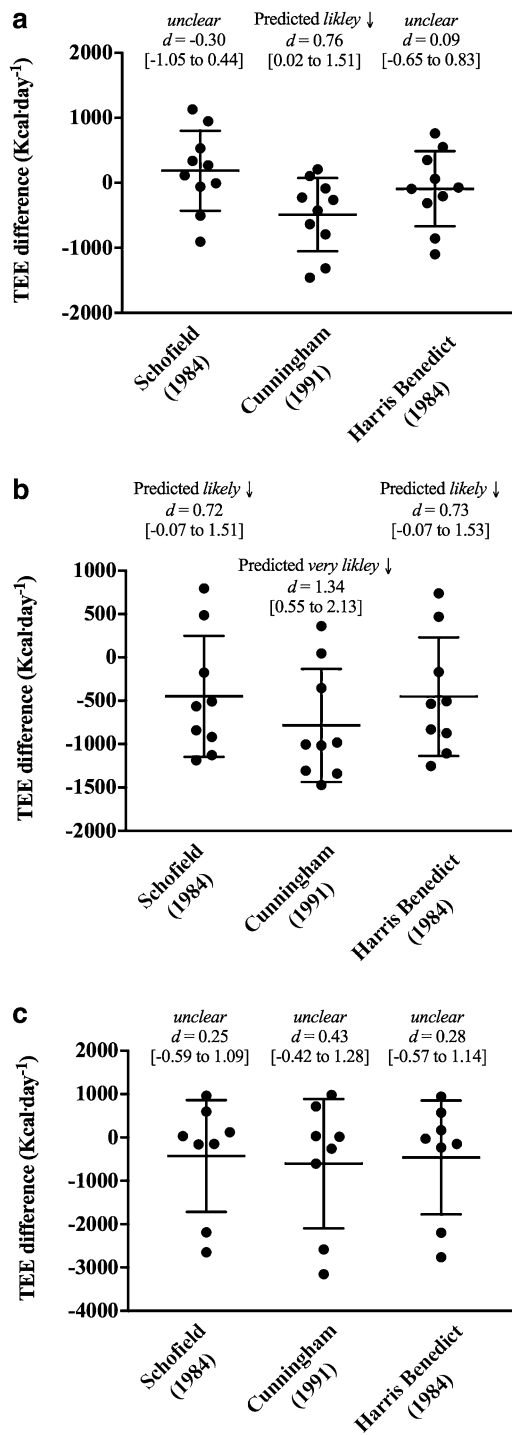 a
unclear
d = -0.30
[-1.05 to 0.44]
Predicted likley ↓
d = 0.76
[0.02 to 1.51]
unclear
d = 0.09
[-0.65 to 0.83]
TEE difference (Kcal·day⁻¹)
2000
1000
0
-1000
-2000
Schofield
(1984)
Cunningham
(1991)
Harris Benedict
(1984)
b
Predicted likely ↓
d = 0.72
[-0.07 to 1.51]
Predicted very likley ↓
d = 1.34
[0.55 to 2.13]
Predicted likely ↓
d = 0.73
[-0.07 to 1.53]
TEE difference (Kcal·day⁻¹)
1000
500
0
-500
-1000
-1500
-2000
Schofield
(1984)
Cunningham
(1991)
Harris Benedict
(1984)
c
unclear
d = 0.25
[-0.59 to 1.09]
unclear
d = 0.43
[-0.42 to 1.28]
unclear
d = 0.28
[-0.57 to 1.14]
TEE difference (Kcal·day⁻¹)
2000
1000
0
-1000
-2000
-3000
-4000
Schofield
(1984)
Cunningham
(1991)
Harris Benedict
(1984)